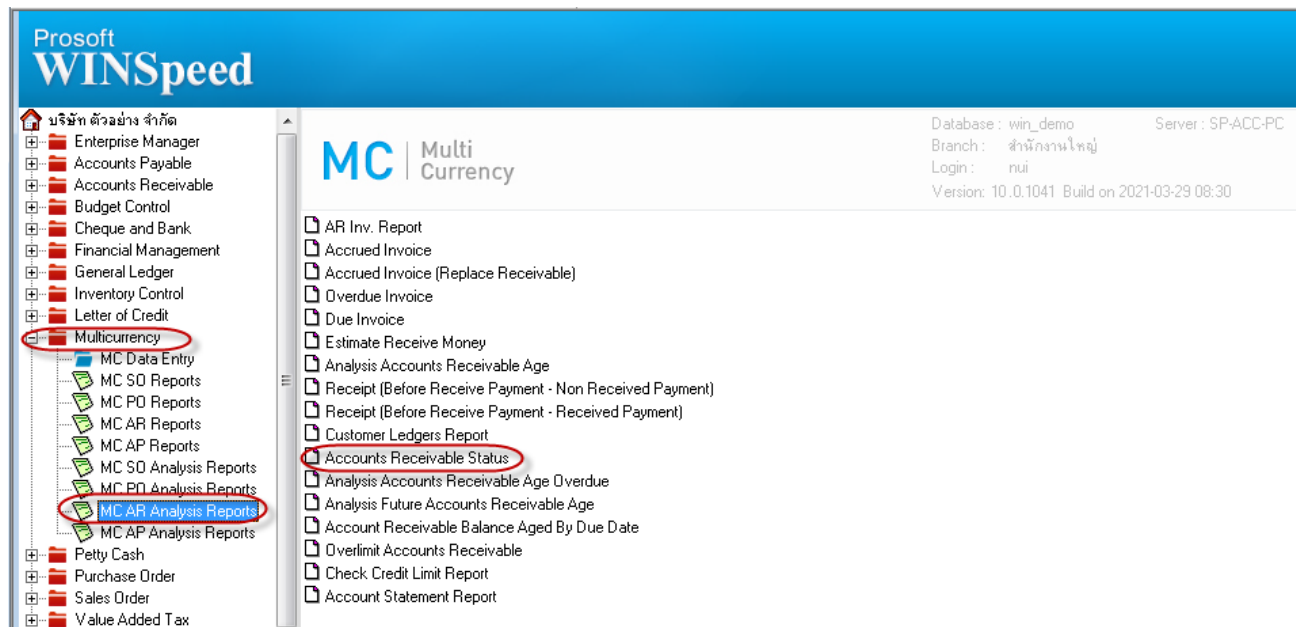 Prosoft
WINSpeed
บริษัท ตัวอย่าง จำกัด
Enterprise Manager
Accounts Payable
Accounts Receivable
Budget Control
Cheque and Bank
Financial Management
General Ledger
Inventory Control
Letter of Credit
Multicurrency
MC Data Entry
MC SO Reports
MC PO Reports
MC AR Reports
MC AP Reports
MC SO Analysis Reports
MC PO Analysis Reports
MC AR Analysis Reports
MC AP Analysis Reports
Petty Cash
Purchase Order
Sales Order
Value Added Tax
MC Multi
Currency
Database : win_demo Server : SP-ACC-PC
Branch : สำนักงานใหญ่
Login : nui
Version: 10.0.1041 Build on 2021-03-29 08:30
AR Inv. Report
Accrued Invoice
Accrued Invoice (Replace Receivable)
Overdue Invoice
Due Invoice
Estimate Receive Money
Analysis Accounts Receivable Age
Receipt (Before Receive Payment - Non Received Payment)
Receipt (Before Receive Payment - Received Payment)
Customer Ledgers Report
Accounts Receivable Status
Analysis Accounts Receivable Age Overdue
Analysis Future Accounts Receivable Age
Account Receivable Balance Aged By Due Date
Overlimit Accounts Receivable
Check Credit Limit Report
Account Statement Report